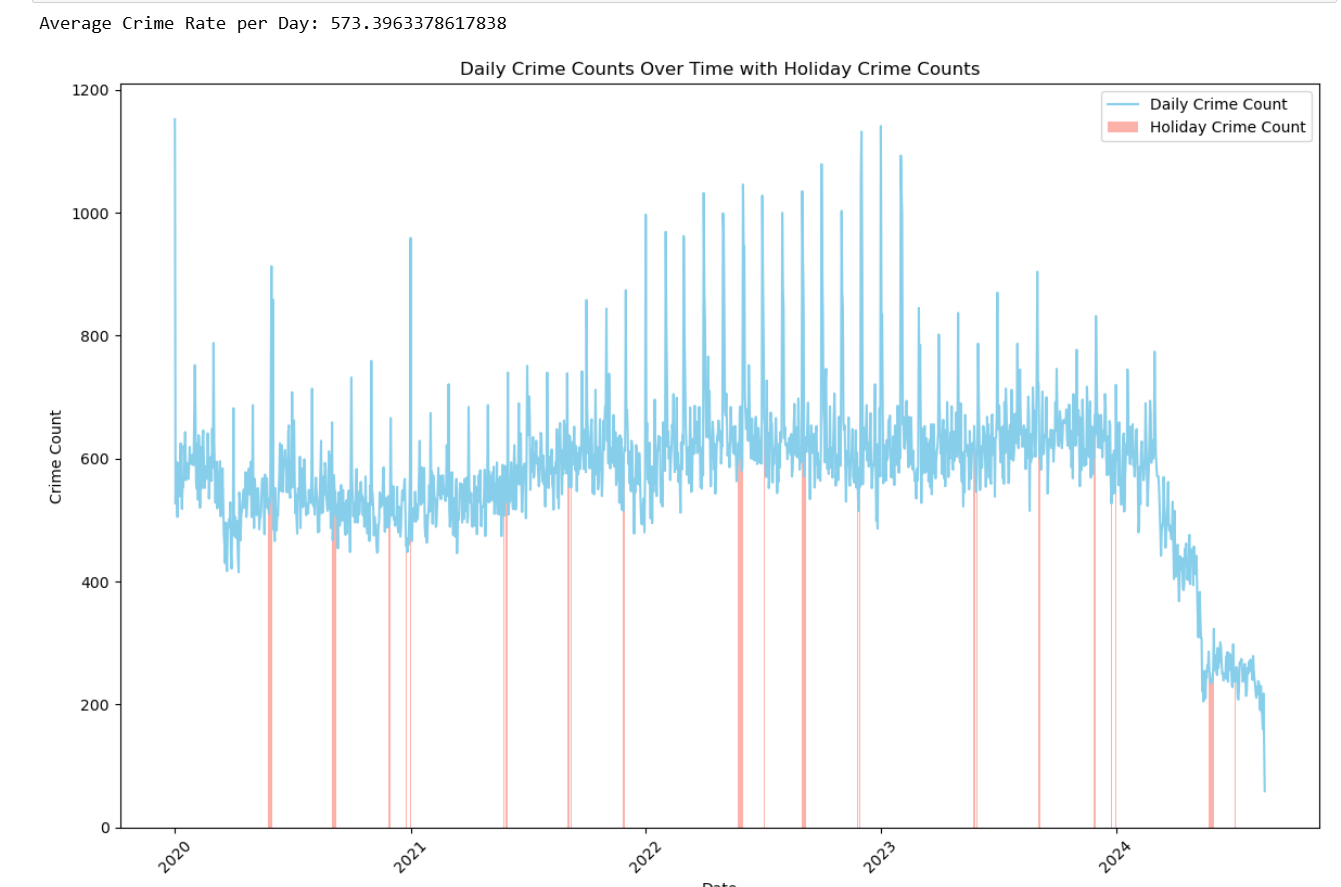 Average Crime Rate per Day: 573.3963378617838
Daily Crime Counts Over Time with Holiday Crime Counts
Daily Crime Count
Holiday Crime Count
Crime Count
1200
1000
800
600
400
200
0
2020
2021
2022
2023
2024
Date